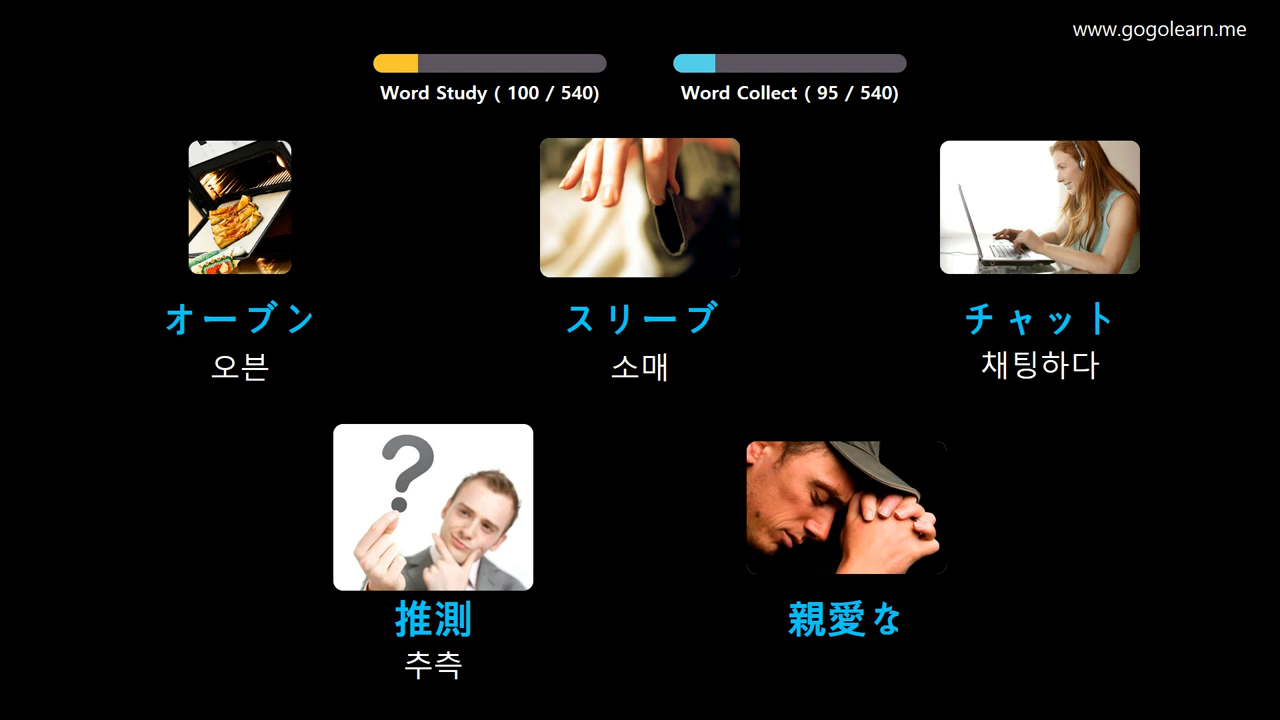 www.gogolearn.me
Word Study ( 100 / 540)
Word Collect ( 95 / 540)
オーブン
スリーブ
チャット
오븐
소매
채팅하다
推測
親愛な
추측